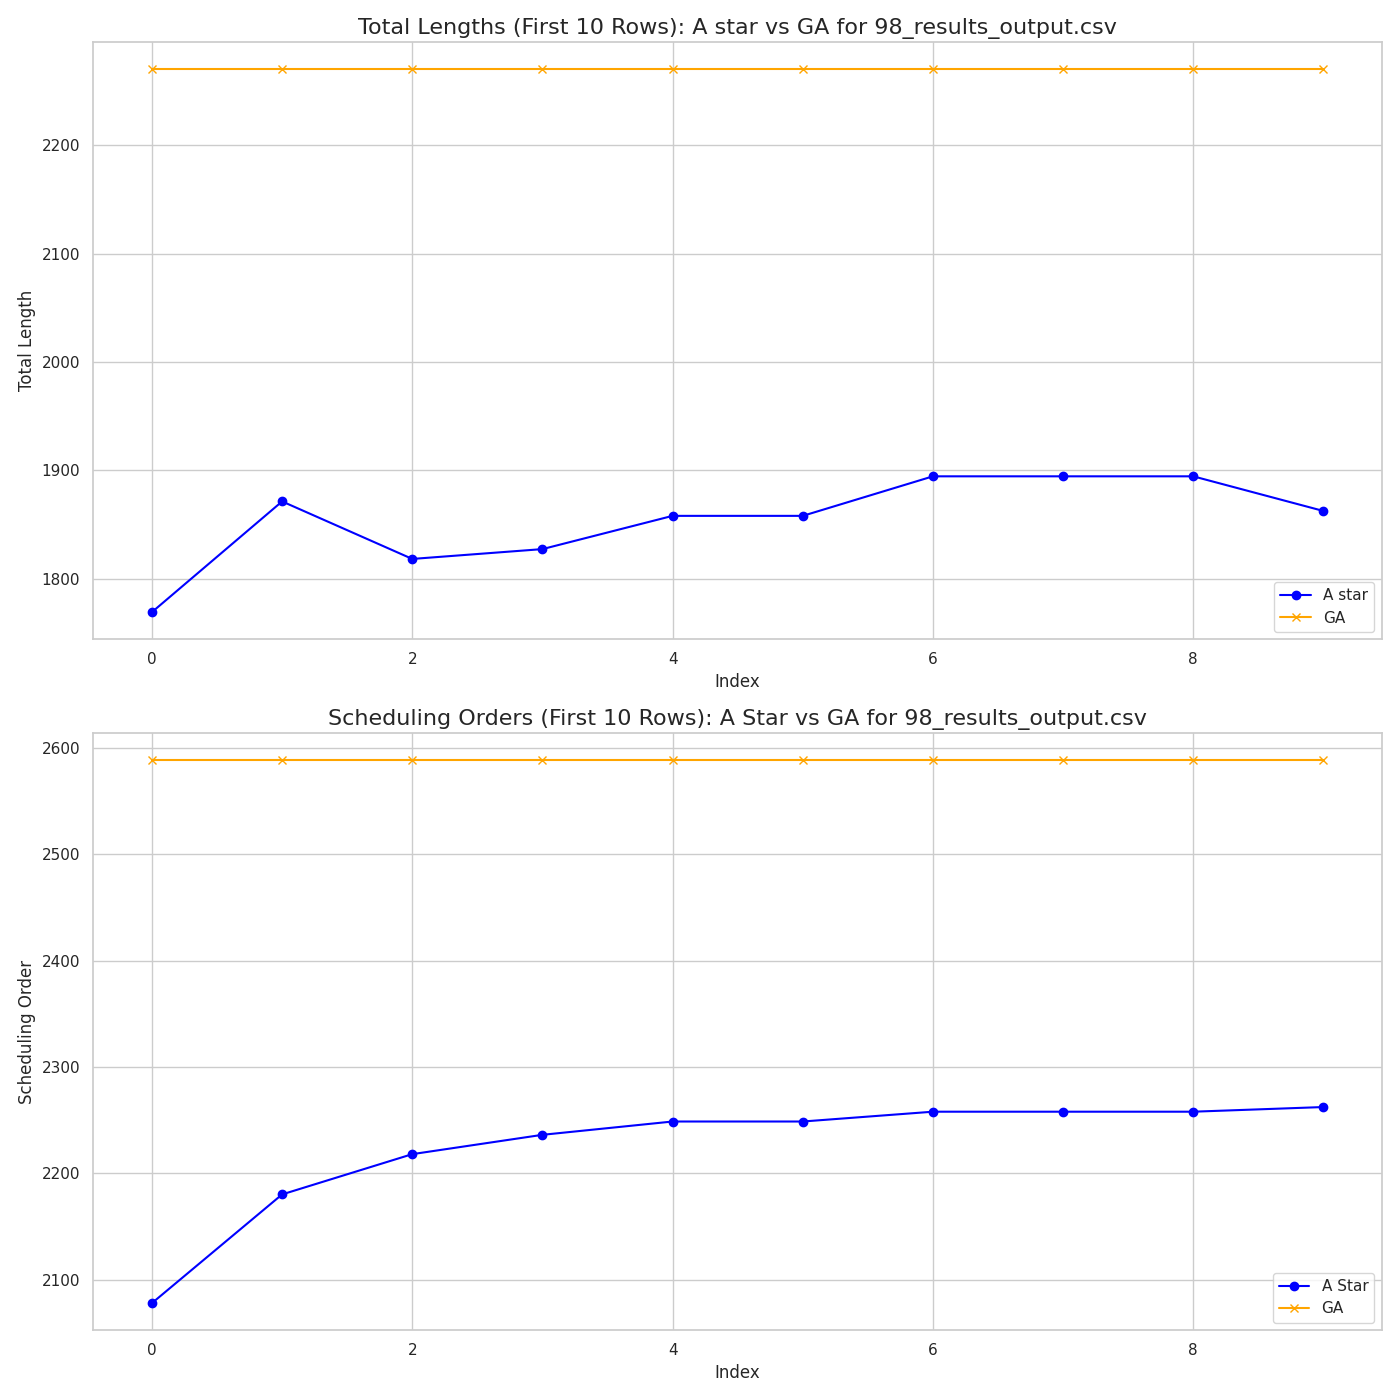 Total Lengths (First 10 Rows): A star vs GA for 98_results_output.csv
2200
2100
2000
1900
1800
Total Length
A star
GA
0 2 4 6 8
Index
Scheduling Orders (First 10 Rows): A Star vs GA for 98_results_output.csv
2600
2500
2400
2300
2200
2100
Scheduling Order
A Star
GA
0 2 4 6 8
Index